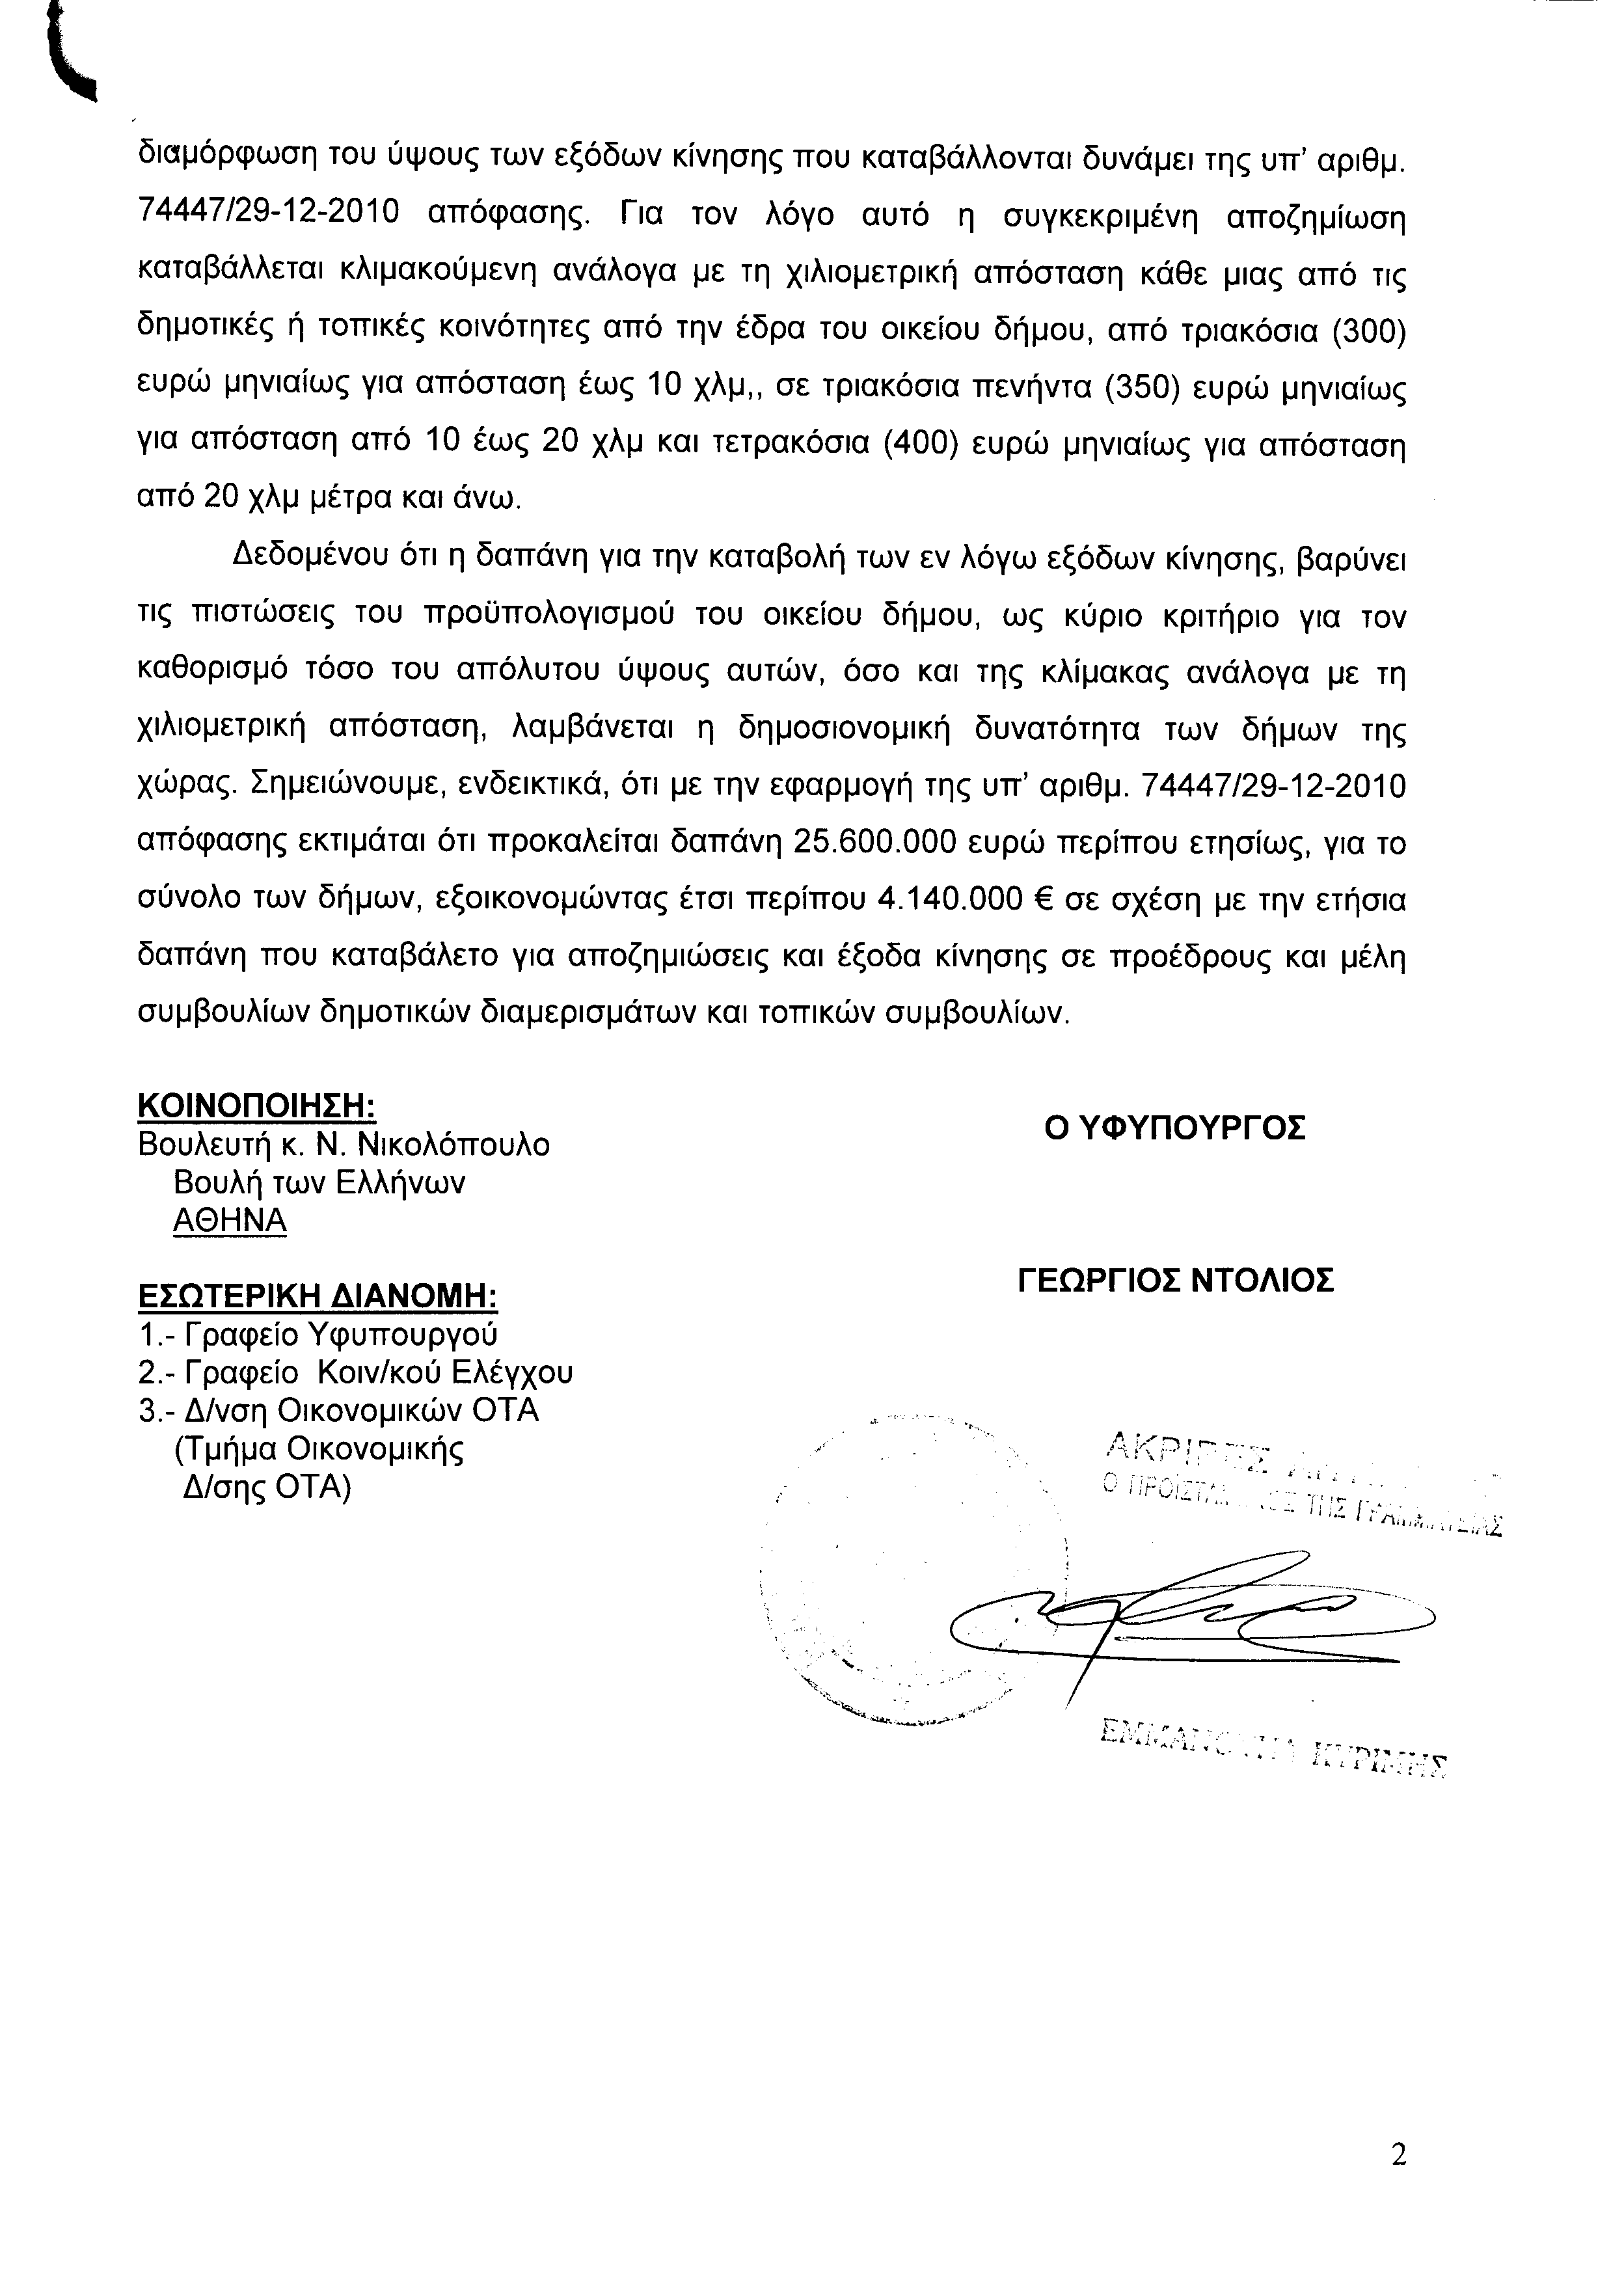 διαμόρφωση του ύψους των εξόδων κίνησης που καταβάλλονται δυνάμει της υπ’ αριθμ.
74447/29-12-2010 απόφασης. Για τον λόγο αυτό η συγκεκριμένη αποζημίωση
καταβάλλεται κλιμακούμενη ανάλογα με τη χιλιομετρική απόσταση κάθε μιας από τις
δημοτικές ή τοπικές κοινότητες από την έδρα του οικείου δήμου, από τριακόσια (300)
ευρώ μηνιαίως για απόσταση έως 10 χλμ,, σε τριακόσια πενήντα (350) ευρώ μηνιαίως
για απόσταση από 10 έως 20 χλμ και τετρακόσια (400) ευρώ μηνιαίως για απόσταση
από 20 χλμ μέτρα και άνω.
Δεδομένου ότι η δαπάνη για την καταβολή των εν λόγω εξόδων κίνησης, βαρύνει
τις πιστώσεις του προϋπολογισμού του οικείου δήμου, ως κύριο κριτήριο για τον
καθορισμό τόσο του απόλυτου ύψους αυτών, όσο και της κλίμακας ανάλογα με τη
χιλιομετρική απόσταση, λαμβάνεται η δημοσιονομική δυνατότητα των δήμων της
χώρας. Σημειώνουμε, ενδεικτικά, ότι με την εφαρμογή της υπ’ αριθμ. 74447/29-12-2010
απόφασης εκτιμάται ότι προκαλείται δαπάνη 25.600.000 ευρώ περίπου ετησίως, για το
σύνολο των δήμων, εξοικονομώντας έτσι περίπου 4.140.000 € σε σχέση με την ετήσια
δαπάνη που καταβάλετο για αποζημιώσεις και έξοδα κίνησης σε προέδρους και μέλη
συμβουλίων δημοτικών διαμερισμάτων και τοπικών συμβουλίων.
ΚΟΙΝΟΠΟΙΗΣΗ:
Βουλευτή κ. Ν. Νικολόπουλο
Βουλή των Ελλήνων
ΑΘΗΝΑ
Ο ΥΦΥΠΟΥΡΓΟΣ
ΓΕΩΡΓΙΟΣ ΝΤΟΛΙΟΣ
ΕΣΩΤΕΡΙΚΗ ΔΙΑΝΟΜΗ:
1.- Γραφείο Υφυπουργού
2.- Γραφείο Κοιν/κού Ελέγχου
3.- Δ/νση Οικονομικών ΟΤΑ
(Τμήμα Οικονομικής
Δ/σης ΟΤΑ)
Ο ΠΡΟΪΣΤΑΜΕΝΟΣ ΤΗΣ ΓΡΑΜΜΑΤΕΙΑΣ
2